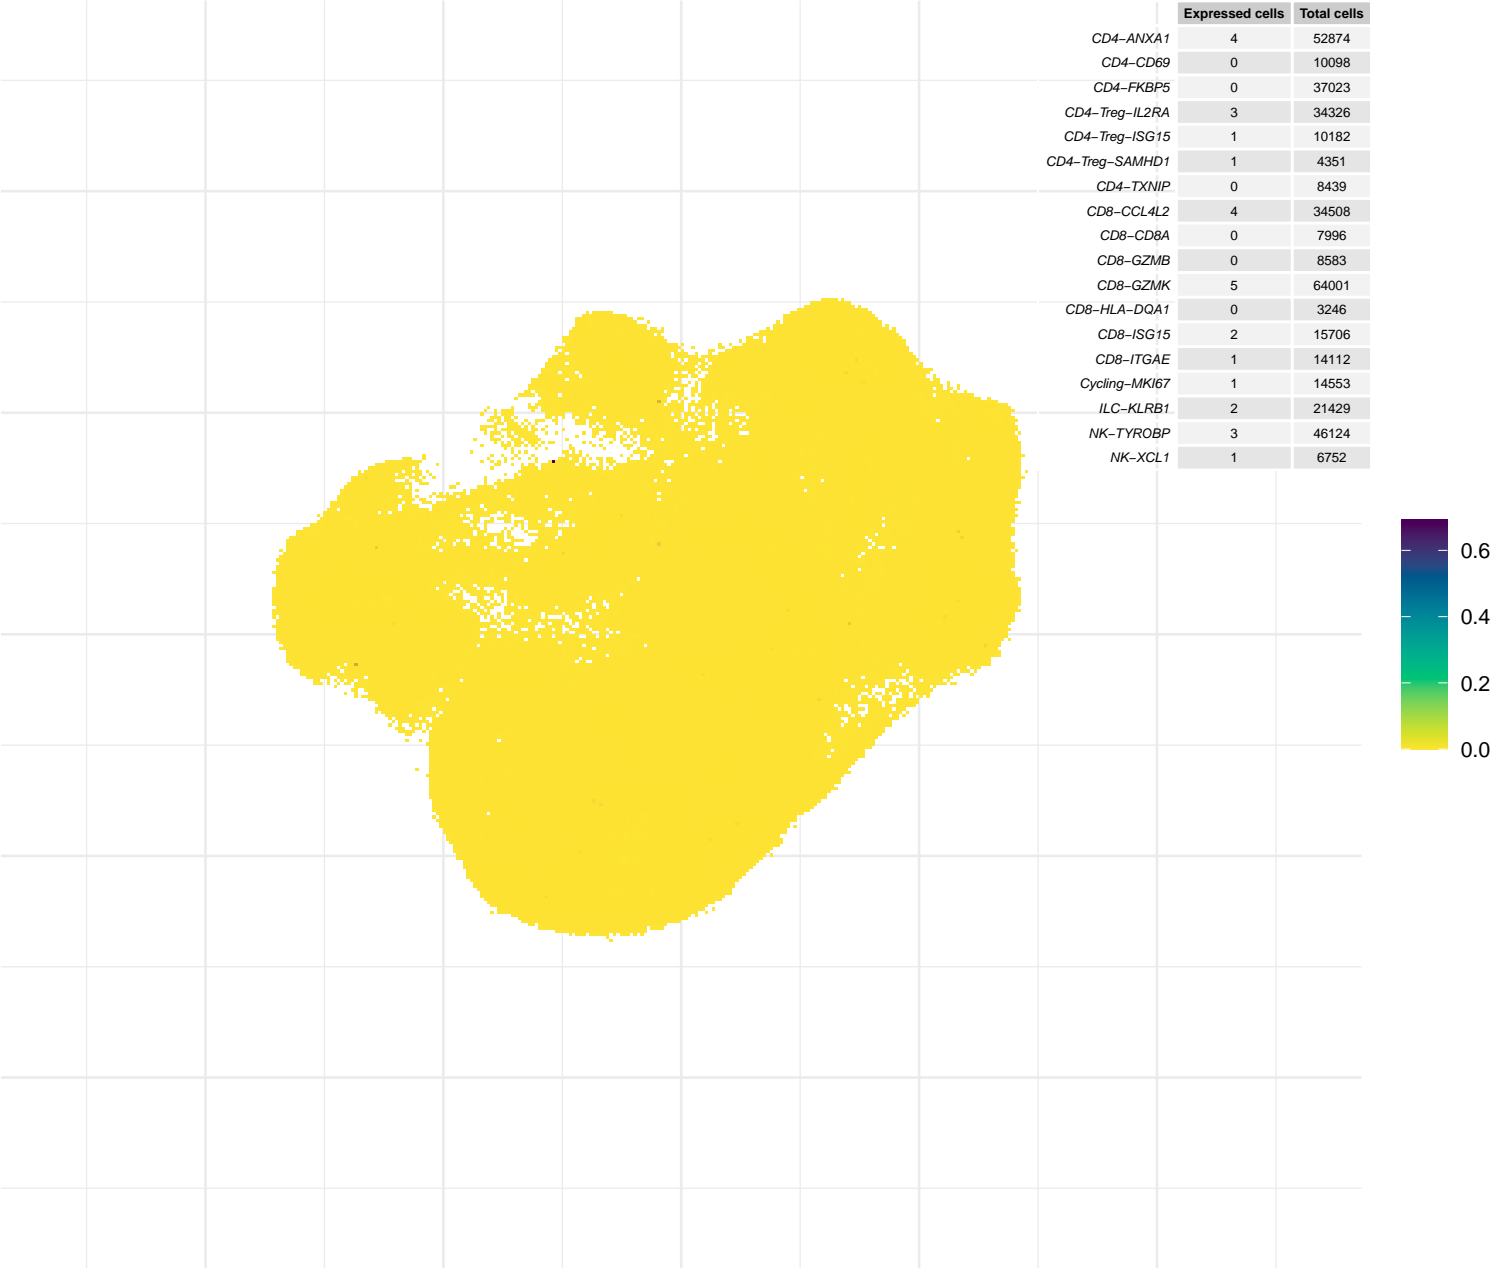 Expressed cells Total cells
CD4−ANXA1 4 52874
CD4−CD69 0 10098
CD4−FKBP5 0 37023
CD4−Treg−IL2RA 3 34326
CD4−Treg−ISG15 1 10182
CD4−Treg−SAMHD1 1 4351
CD4−TXNIP 0 8439
CD8−CCL4L2 4 34508
CD8−CD8A 0 7996
CD8−GZMB 0 8583
CD8−GZMK 5 64001
CD8−HLA−DQA1 0 3246
CD8−ISG15 2 15706
CD8−ITGAE 1 14112
Cycling−MKI67 1 14553
ILC−KLRB1 2 21429
NK−TYROBP 3 46124
NK−XCL1 1 6752
0.6
0.4
0.2
0.0